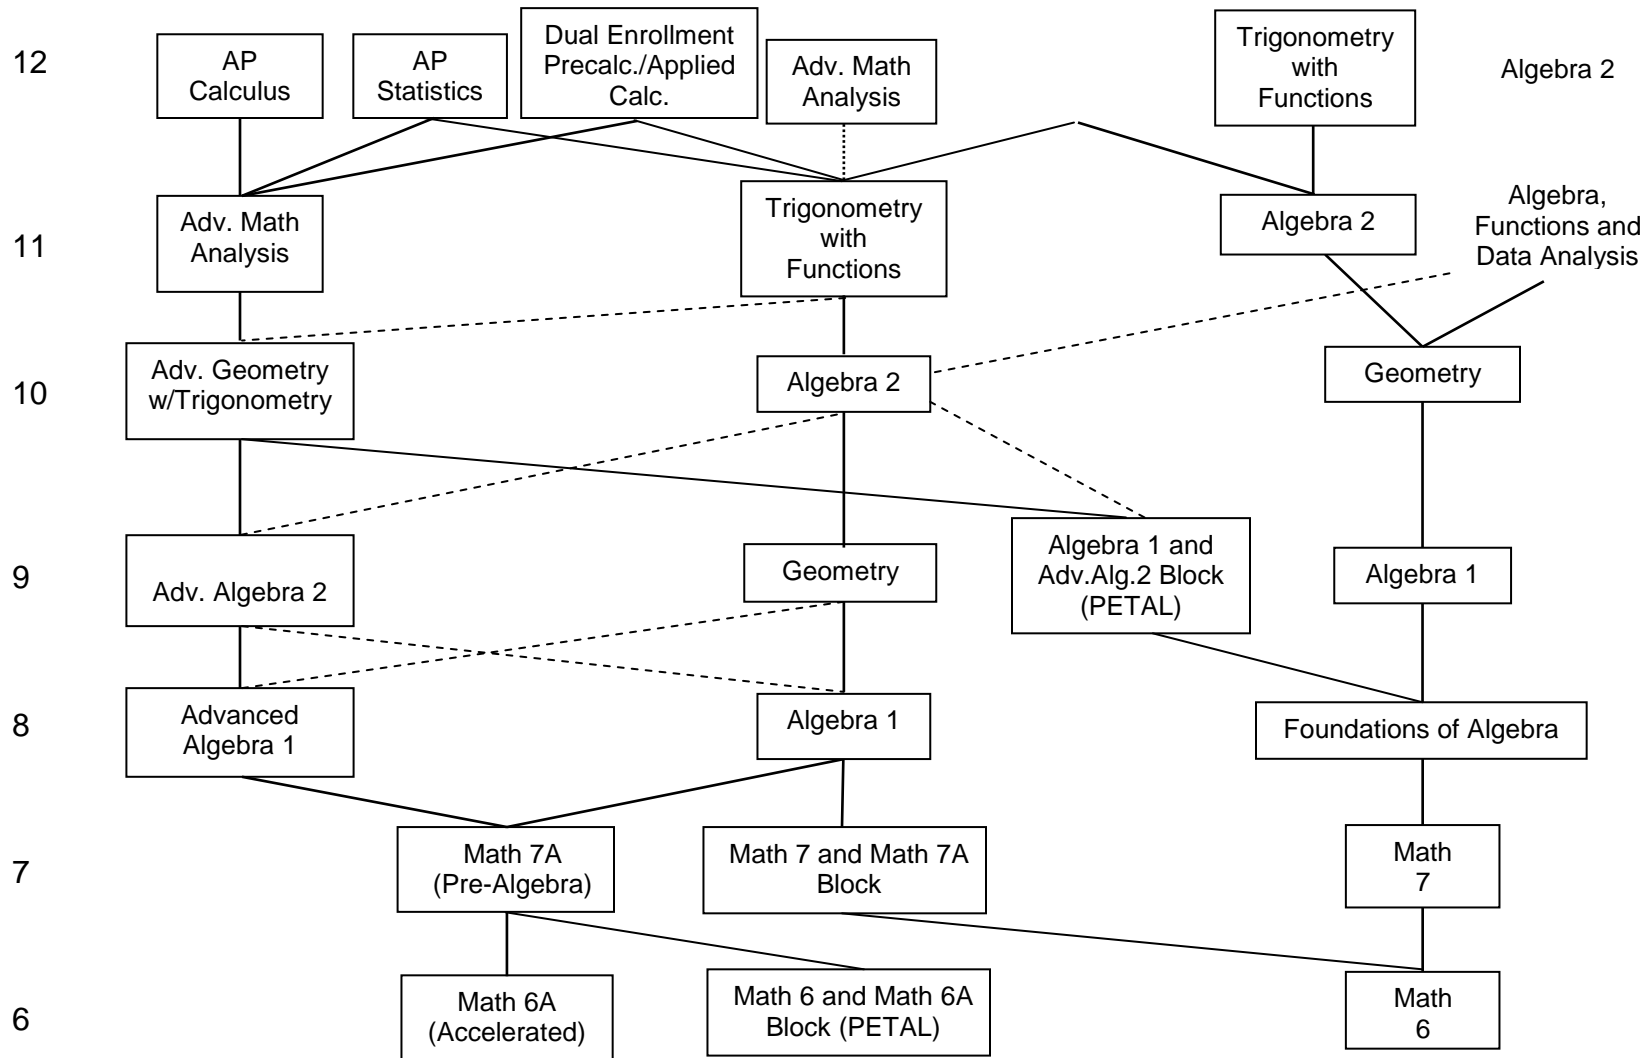 12
AP
Calculus
AP
Statistics
Dual Enrollment
Precalc./Applied
Calc.
Adv. Math
Analysis
Trigonometry
with
Functions
Algebra 2
11
Adv. Math
Analysis
Trigonometry
with
Functions
Algebra 2
Algebra,
Functions and
Data Analysis
10
Adv. Geometry
w/Trigonometry
Algebra 2
Geometry
9
Adv. Algebra 2
Geometry
Algebra 1 and
Adv.Alg.2 Block
(PETAL)
Algebra 1
8
Advanced
Algebra 1
Algebra 1
Foundations of Algebra
7
Math 7A
(Pre-Algebra)
Math 7 and Math 7A
Block
Math
7
6
Math 6A
(Accelerated)
Math 6 and Math 6A
Block (PETAL)
Math
6